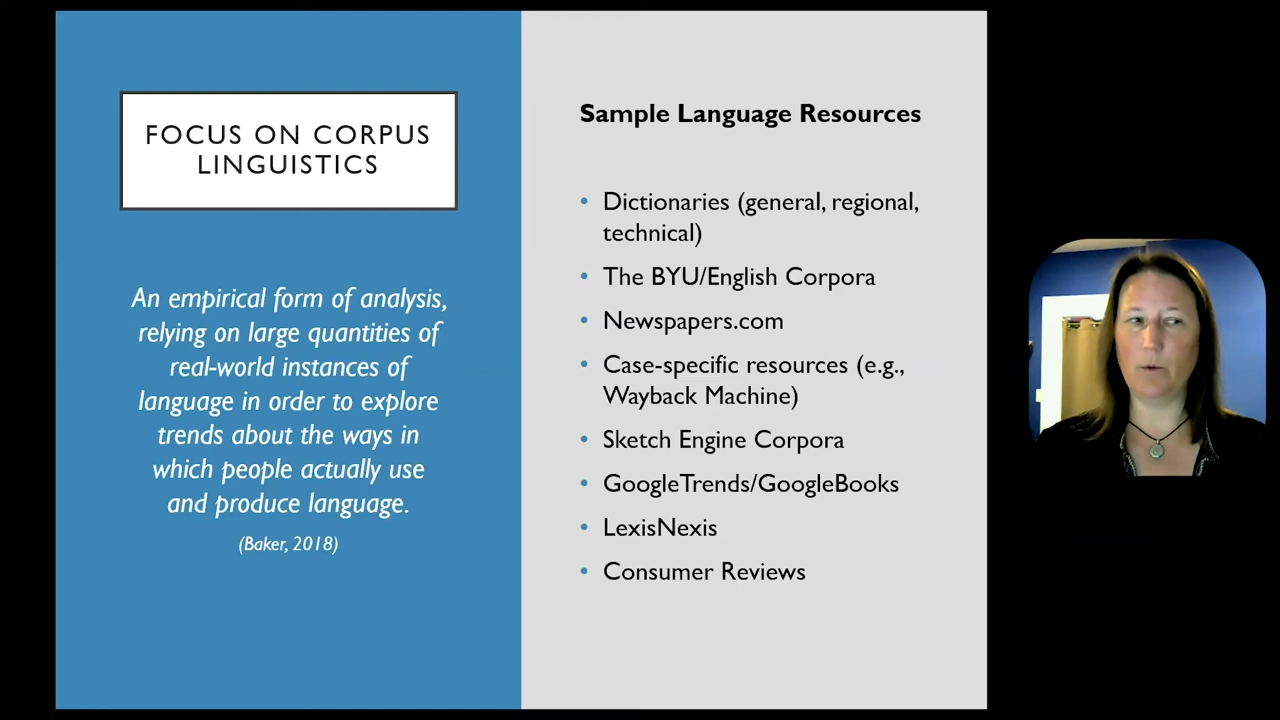 FOCUS ON CORPUS
LINGUISTICS
An empirical form of analysis,
relying on large quantities of
real-world instances of
language in order to explore
trends about the ways in
which people actually use
and produce language.
(Baker, 2018)
Sample Language Resources
• Dictionaries (general, regional,
technical)
• The BYU/English Corpora
• Newspapers.com
• Case-specific resources (e.g.,
Wayback Machine)
• Sketch Engine Corpora
• GoogleTrends/GoogleBooks
• LexisNexis
• Consumer Reviews